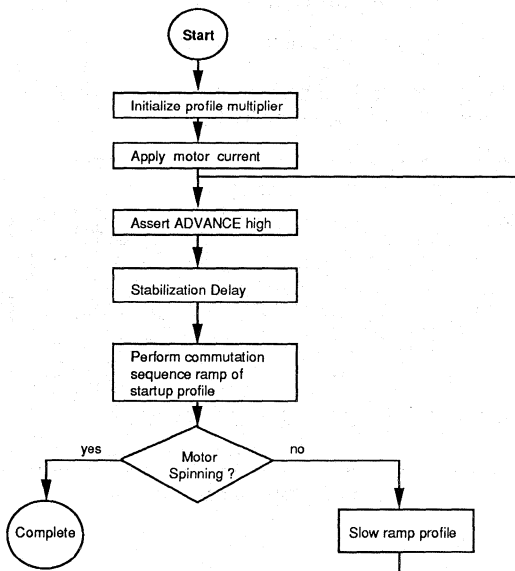 Start
Initialize profile multiplier
Apply motor current
Assert ADVANCE high
Stabilization Delay
Perform commutation
sequence ramp of
startup profile
yes
no
Motor
Spinning ?
Complete
Slow ramp profile